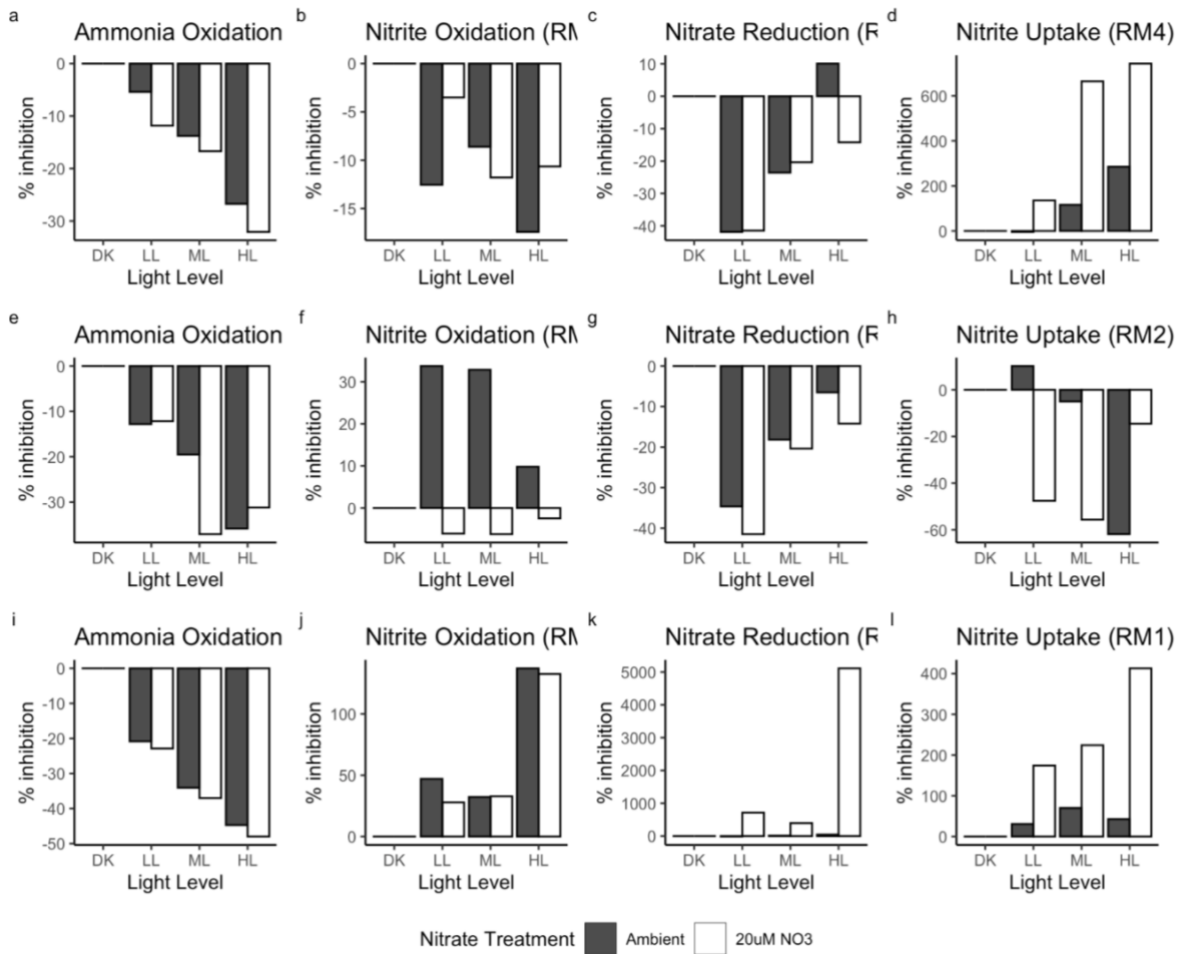 a
Ammonia Oxidation
0
-10
-20
-30
% inhibition
DK LL ML HL
Light Level
b
Nitrite Oxidation (RM
0
-5
-10
-15
% inhibition
DK LL ML HL
Light Level
c
Nitrate Reduction (R
10
0
-10
-20
-30
-40
% inhibition
DK LL ML HL
Light Level
d
Nitrite Uptake (RM4)
600
400
200
0
% inhibition
DK LL ML HL
Light Level
e
Ammonia Oxidation
0
-10
-20
-30
% inhibition
DK LL ML HL
Light Level
f
Nitrite Oxidation (RM
30
20
10
0
% inhibition
DK LL ML HL
Light Level
g
Nitrate Reduction (R
0
-10
-20
-30
-40
% inhibition
DK LL ML HL
Light Level
h
Nitrite Uptake (RM2)
0
-20
-40
-60
% inhibition
DK LL ML HL
Light Level
i
Ammonia Oxidation
0
-10
-20
-30
-40
-50
% inhibition
DK LL ML HL
Light Level
j
Nitrite Oxidation (RM
100
50
0
% inhibition
DK LL ML HL
Light Level
k
Nitrate Reduction (R
5000
4000
3000
2000
1000
0
% inhibition
DK LL ML HL
Light Level
l
Nitrite Uptake (RM1)
400
300
200
100
0
% inhibition
DK LL ML HL
Light Level
Nitrate Treatment Ambient 20uM NO3